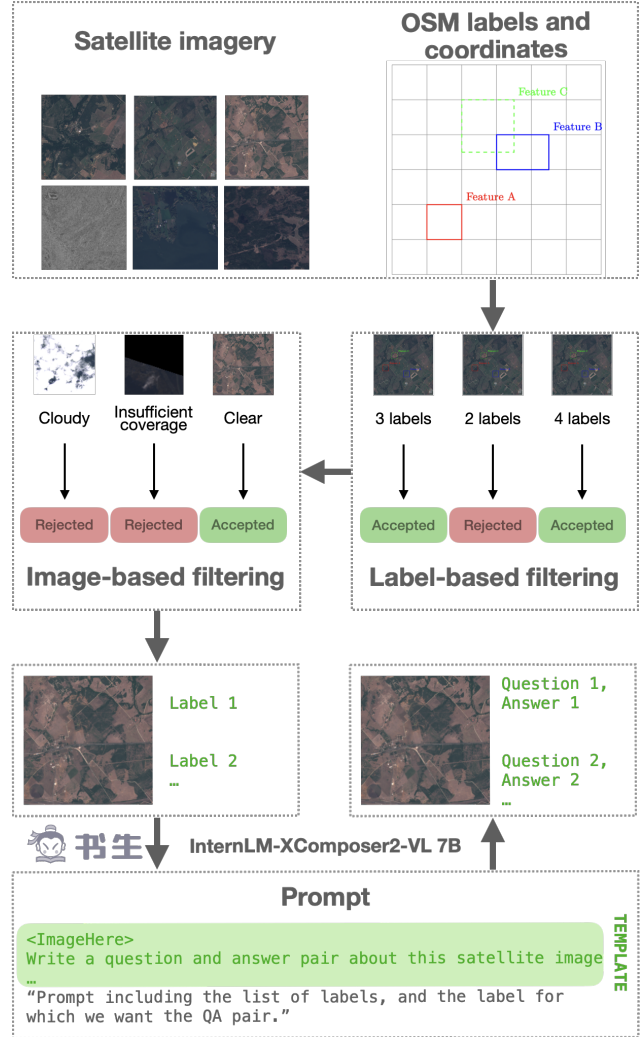 Satellite imagery
OSM labels and
coordinates
Feature C
Feature B
Feature A
Cloudy
Insufficient
coverage
Clear
Rejected
Rejected
Accepted
Image-based filtering
3 labels
2 labels
4 labels
Accepted
Rejected
Accepted
Label-based filtering
Label 1
Label 2
…
Question 1,
Answer 1
Question 2,
Answer 2
…
书生
InternLM-XComposer2-VL 7B
Prompt
<ImageHere>
Write a question and answer pair about this satellite image
…
“Prompt including the list of labels, and the label for
which we want the QA pair.”
TEMPLATE